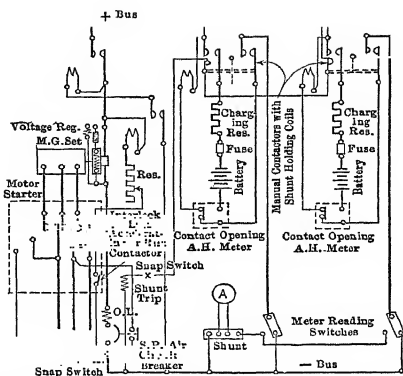 + Bus
Voltage Reg.
M.G. Set
Motor
Starter
Res.
Contactor
Snap Switch
Shunt
Trip
O.L.
Breaker
Snap Switch
Charg
ing
Res.
Fuse
Battery
Contact Opening
A.H. Meter
Manual Contactors with
Shunt Holding Coils
Charg
ing
Res.
Fuse
Battery
Contact Opening
A.H. Meter
A
Meter Reading
Switches
Shunt
− Bus